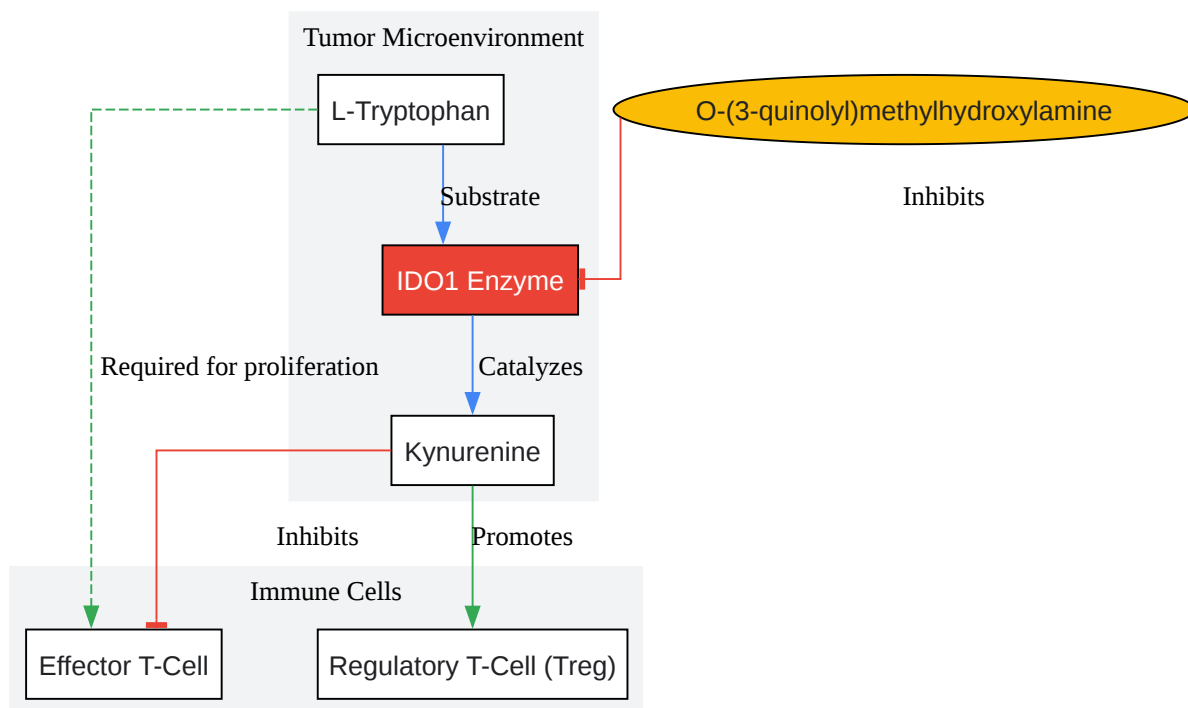 Tumor Microenvironment
L-Tryptophan
O-(3-quinolyl)methylhydroxylamine
Substrate
Inhibits
IDO1 Enzyme
Required for proliferation
Catalyzes
Kynurenine
Inhibits
Promotes
Immune Cells
Effector T-Cell
Regulatory T-Cell (Treg)